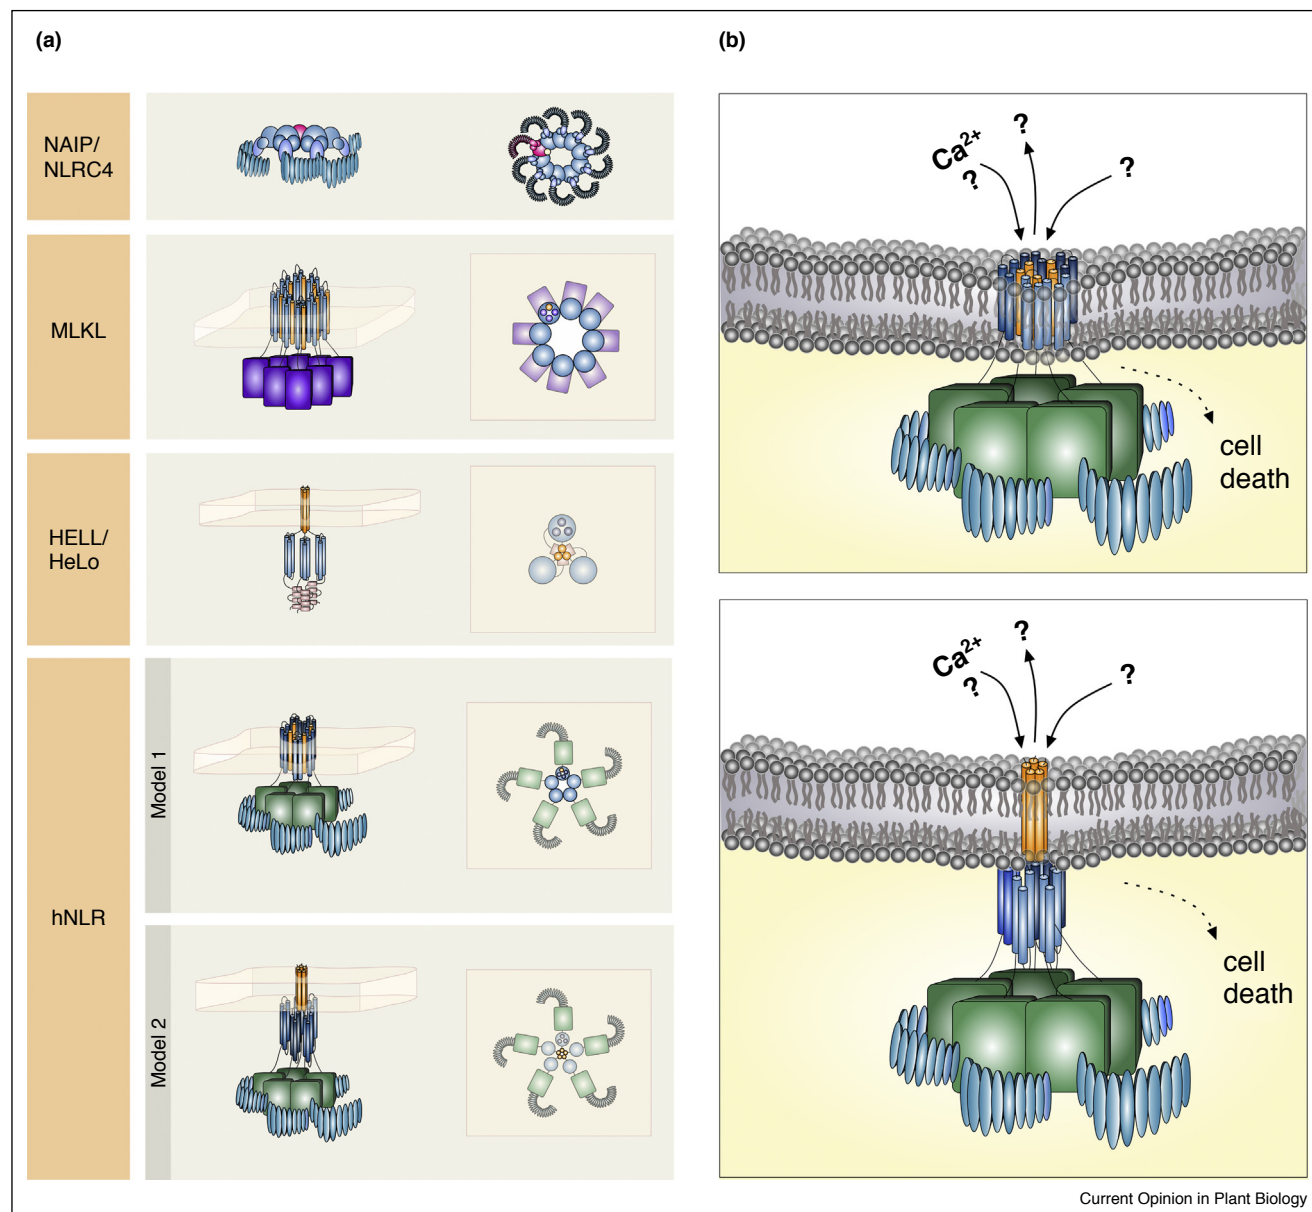 (a)
NAIP/
NLRC4
MLKL
HELL/
HeLo
hNLR
Model 1
Model 2
(b)
Ca2+
?
?
?
cell
death
Ca2+
?
?
?
cell
death
Current Opinion in Plant Biology